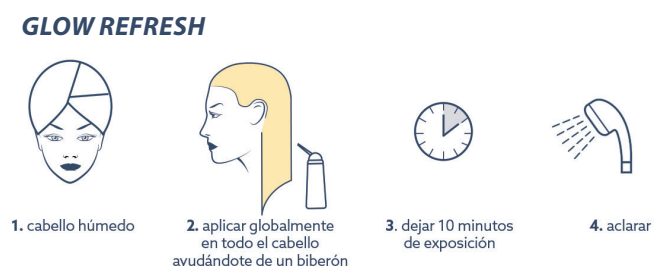 GLOW REFRESH
1. cabello húmedo
2. aplicar globalmente
en todo el cabello
ayudándote de un biberón
3. dejar 10 minutos
de exposición
4. aclarar